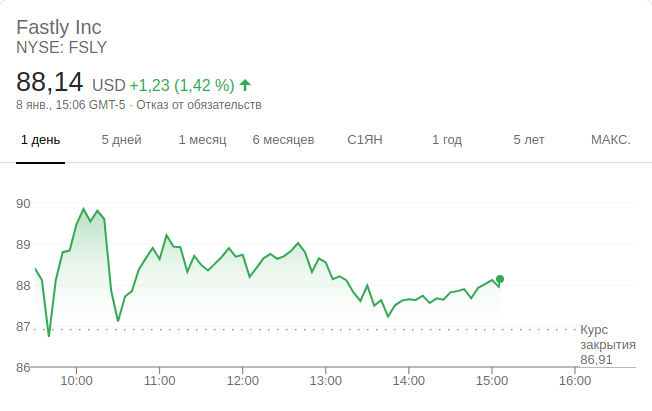 Fastly Inc
NYSE: FSLY
88,14 USD +1,23 (1,42 %)
8 янв., 15:06 GMT-5 · Отказ от обязательств
1 день 5 дней 1 месяц 6 месяцев С1ЯН 1 год 5 лет МАКС.
90
89
88
87
Курс
закрытия
86,91
86
10:00 11:00 12:00 13:00 14:00 15:00 16:00